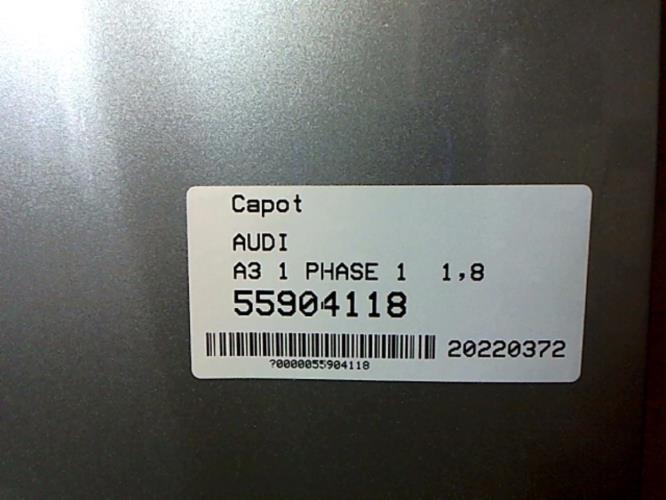 Capot
AUDI
A3 1 PHASE 1 1,8
55904118
20220372
?0000055904118